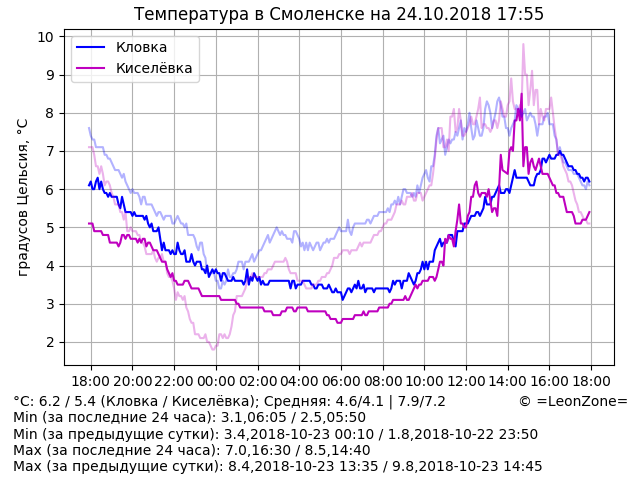 Температура в Смоленске на 24.10.2018 17:55
градусов Цельсия, °C
10
9
8
7
6
5
4
3
2
Кловка
Киселёвка
18:00 20:00 22:00 00:00 02:00 04:00 06:00 08:00 10:00 12:00 14:00 16:00 18:00
°C: 6.2 / 5.4 (Кловка / Киселёвка); Средняя: 4.6/4.1 | 7.9/7.2 © =LeonZone=
Min (за последние 24 часа): 3.1,06:05 / 2.5,05:50
Min (за предыдущие сутки): 3.4,2018-10-23 00:10 / 1.8,2018-10-22 23:50
Max (за последние 24 часа): 7.0,16:30 / 8.5,14:40
Max (за предыдущие сутки): 8.4,2018-10-23 13:35 / 9.8,2018-10-23 14:45